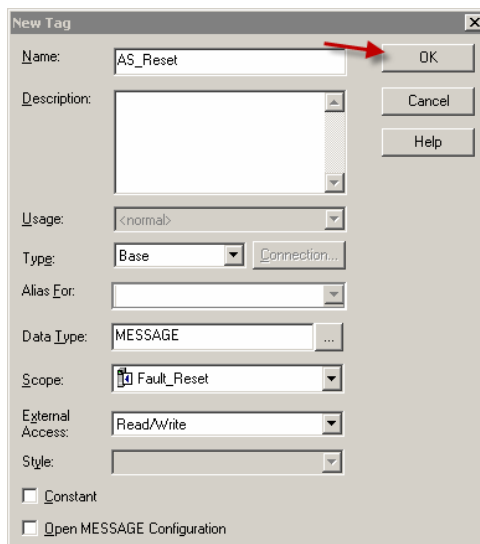 New Tag
Name: AS_Reset
OK
Description:
Cancel
Help
Usage: <normal>
Type: Base Connection...
Alias For:
Data Type: MESSAGE ...
Scope: Fault_Reset
External
Access: Read/Write
Style:
Constant
Open MESSAGE Configuration